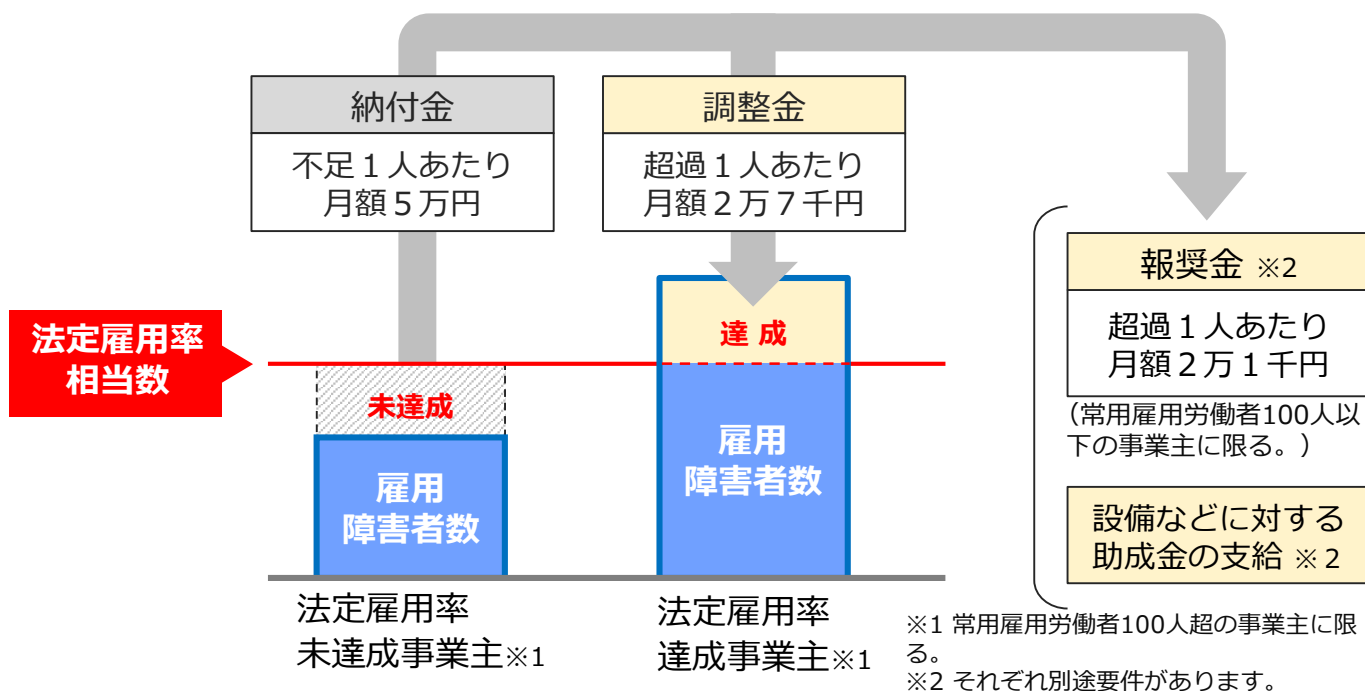 納付金
不足１人あたり
月額５万円
調整金
超過１人あたり
月額２万７千円
報奨金 ※2
超過１人あたり
月額２万１千円
（常用雇用労働者100人以
下の事業主に限る。）
設備などに対する
助成金の支給 ※２
法定雇用率
相当数
未達成
雇用
障害者数
達 成
雇用
障害者数
法定雇用率
未達成事業主※1
法定雇用率
達成事業主※1
※1 常用雇用労働者100人超の事業主に限
る。
※2 それぞれ別途要件があります。